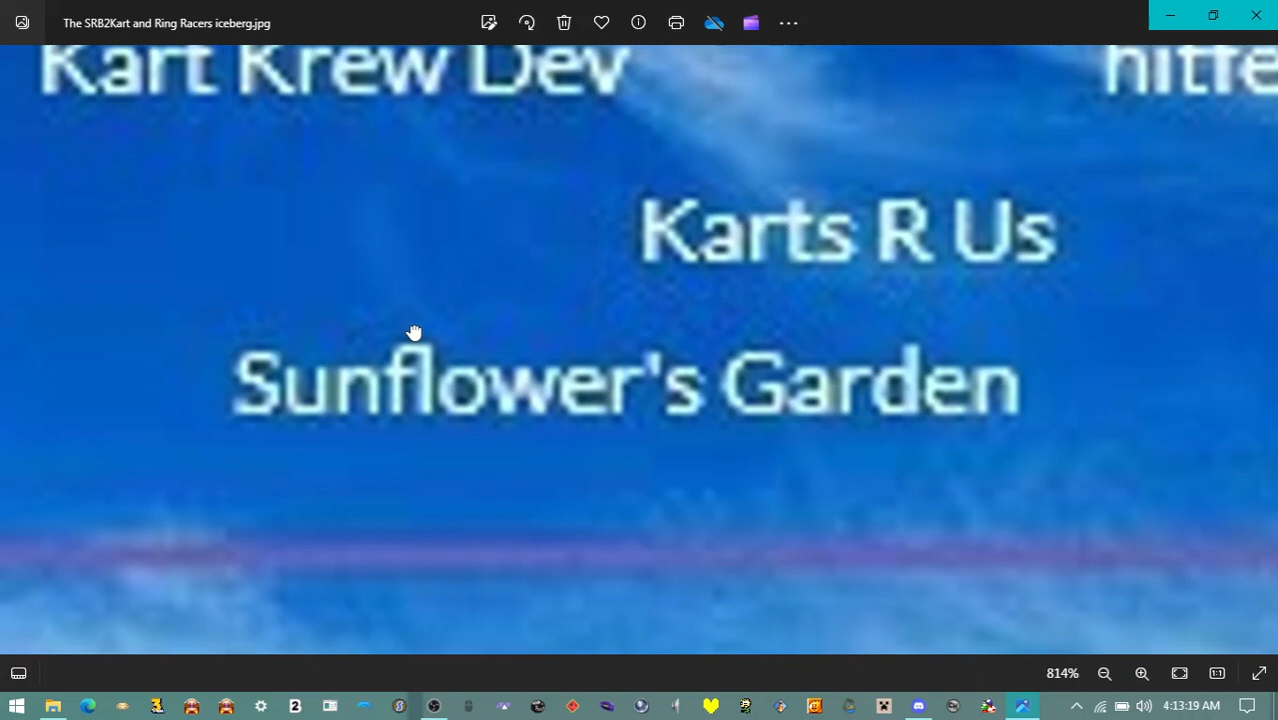 The SRB2Kart and Ring Racers iceberg.jpg
Kart Krew Dev
Karts R Us
Sunflower's Garden
814%
4:13:19 AM